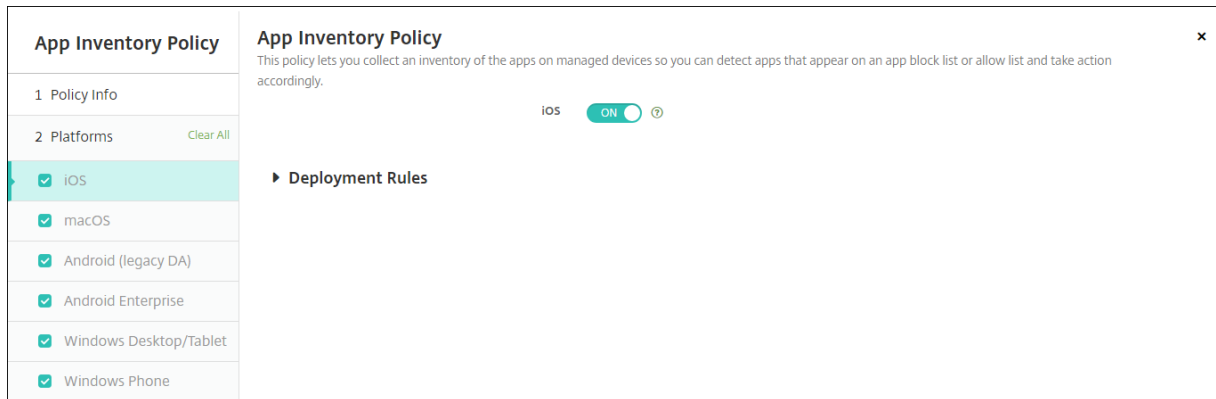 App Inventory Policy
1 Policy Info
2 Platforms
Clear All
iOS
macOS
Android (legacy DA)
Android Enterprise
Windows Desktop/Tablet
Windows Phone
App Inventory Policy
This policy lets you collect an inventory of the apps on managed devices so you can detect apps that appear on an app block list or allow list and take action
accordingly.
iOS
ON
?
Deployment Rules